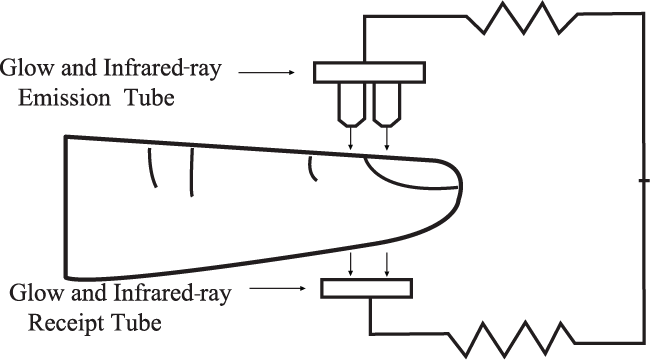 Glow and Infrared-ray
Emission Tube
Glow and Infrared-ray
Receipt Tube